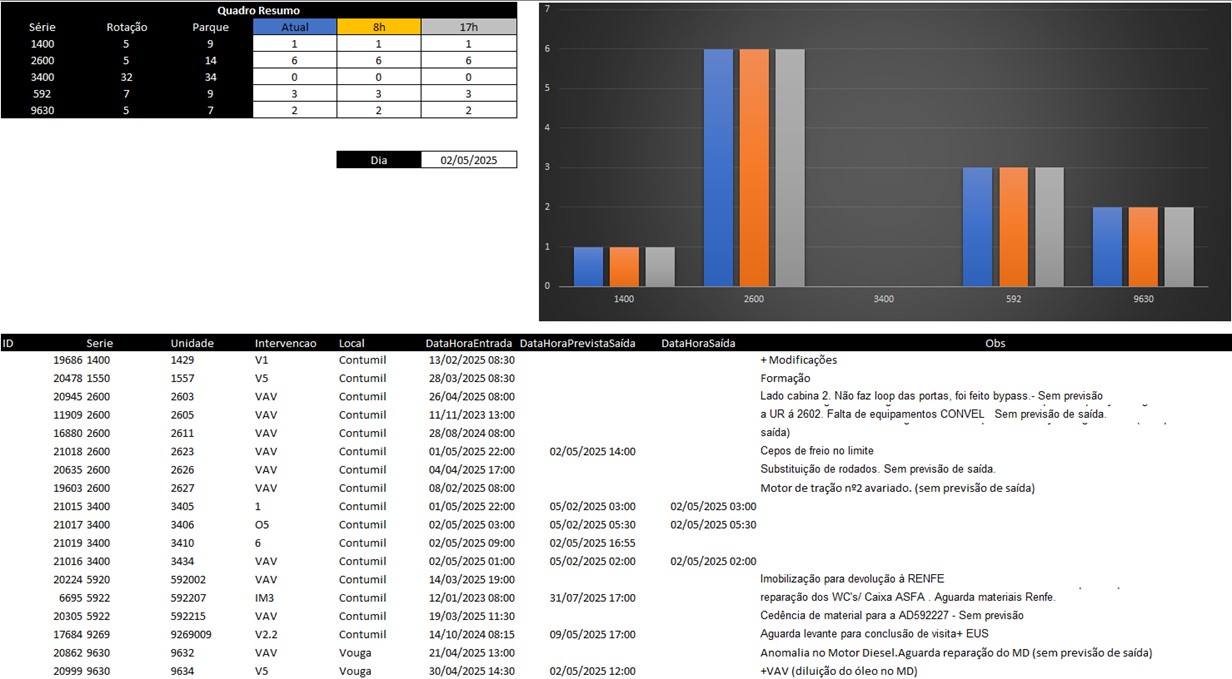 Quadro Resumo
Série Rotação Parque Atual 8h 17h
1400 5 9 1 1 1
2600 5 14 6 6 6
3400 32 34 0 0 0
592 7 9 3 3 3
9630 5 7 2 2 2
Dia 02/05/2025
7
6
5
4
3
2
1
0
1400 2600 3400 592 9630
ID Serie Unidade Intervencao Local DataHoraEntrada DataHoraPrevistaSaída DataHoraSaída Obs
19686 1400 1429 V1 Contumil 13/02/2025 08:30 + Modificações
20478 1550 1557 V5 Contumil 28/03/2025 08:30 Formação
20945 2600 2603 VAV Contumil 26/04/2025 08:00 Lado cabina 2. Não faz loop das portas, foi feito bypass.- Sem previsão
11909 2600 2605 VAV Contumil 11/11/2023 13:00 a UR á 2602. Falta de equipamentos CONVEL Sem previsão de saída.
16880 2600 2611 VAV Contumil 28/08/2024 08:00 saída)
21018 2600 2623 VAV Contumil 01/05/2025 22:00 02/05/2025 14:00 Cepos de freio no limite
20635 2600 2626 VAV Contumil 04/04/2025 17:00 Substituição de rodados. Sem previsão de saída.
19603 2600 2627 VAV Contumil 08/02/2025 08:00 Motor de tração nº2 avariado. (sem previsão de saída)
21015 3400 3405 1 Contumil 01/05/2025 22:00 05/02/2025 03:00 02/05/2025 03:00
21017 3400 3406 O5 Contumil 02/05/2025 03:00 05/02/2025 05:30 02/05/2025 05:30
21019 3400 3410 6 Contumil 02/05/2025 09:00 02/05/2025 16:55
21016 3400 3434 VAV Contumil 02/05/2025 01:00 05/02/2025 02:00 02/05/2025 02:00
20224 5920 592002 VAV Contumil 14/03/2025 19:00 Imobilização para devolução à RENFE
6695 5922 592207 IM3 Contumil 12/01/2023 08:00 31/07/2025 17:00 reparação dos WC's/ Caixa ASFA . Aguarda materiais Renfe.
20305 5922 592215 VAV Contumil 19/03/2025 11:30 Cedência de material para a AD592227 - Sem previsão
17684 9269 9269009 V2.2 Contumil 14/10/2024 08:15 09/05/2025 17:00 Aguarda levante para conclusão de visita+ EUS
20862 9630 9632 VAV Vouga 21/04/2025 13:00 Anomalia no Motor Diesel.Aguarda reparação do MD (sem previsão de saída)
20999 9630 9634 V5 Vouga 30/04/2025 14:30 02/05/2025 12:00 +VAV (diluição do óleo no MD)